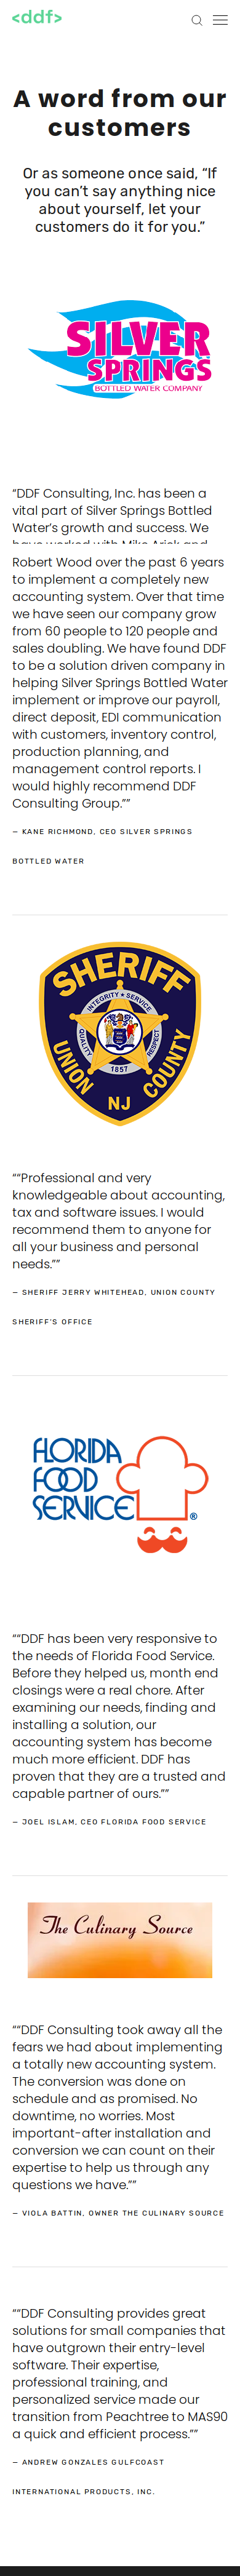 <ddf>
A word from our
customers
Or as someone once said, “If
you can’t say anything nice
about yourself, let your
customers do it for you.”
SILVER
SPRINGS
BOTTLED WATER COMPANY
“DDF Consulting, Inc. has been a
vital part of Silver Springs Bottled
Water’s growth and success. We
have worked with Mike Ariek and
Robert Wood over the past 6 years
to implement a completely new
accounting system. Over that time
we have seen our company grow
from 60 people to 120 people and
sales doubling. We have found DDF
to be a solution driven company in
helping Silver Springs Bottled Water
implement or improve our payroll,
direct deposit, EDI communication
with customers, inventory control,
production planning, and
management control reports. I
would highly recommend DDF
Consulting Group.””
— KANE RICHMOND, CEO SILVER SPRINGS
BOTTLED WATER
SHERIFF
INTEGRITY ★ SERVICE
QUALITY
RESPECT
1857
UNION COUNTY
NJ
““Professional and very
knowledgeable about accounting,
tax and software issues. I would
recommend them to anyone for
all your business and personal
needs.””
— SHERIFF JERRY WHITEHEAD, UNION COUNTY
SHERIFF’S OFFICE
FLORIDA
FOOD
SERVICE ®
““DDF has been very responsive to
the needs of Florida Food Service.
Before they helped us, month end
closings were a real chore. After
examining our needs, finding and
installing a solution, our
accounting system has become
much more efficient. DDF has
proven that they are a trusted and
capable partner of ours.””
— JOEL ISLAM, CEO FLORIDA FOOD SERVICE
The Culinary Source
““DDF Consulting took away all the
fears we had about implementing
a totally new accounting system.
The conversion was done on
schedule and as promised. No
downtime, no worries. Most
important-after installation and
conversion we can count on their
expertise to help us through any
questions we have.””
— VIOLA BATTIN, OWNER THE CULINARY SOURCE
““DDF Consulting provides great
solutions for small companies that
have outgrown their entry-level
software. Their expertise,
professional training, and
personalized service made our
transition from Peachtree to MAS90
a quick and efficient process.””
— ANDREW GONZALES GULFCOAST
INTERNATIONAL PRODUCTS, INC.